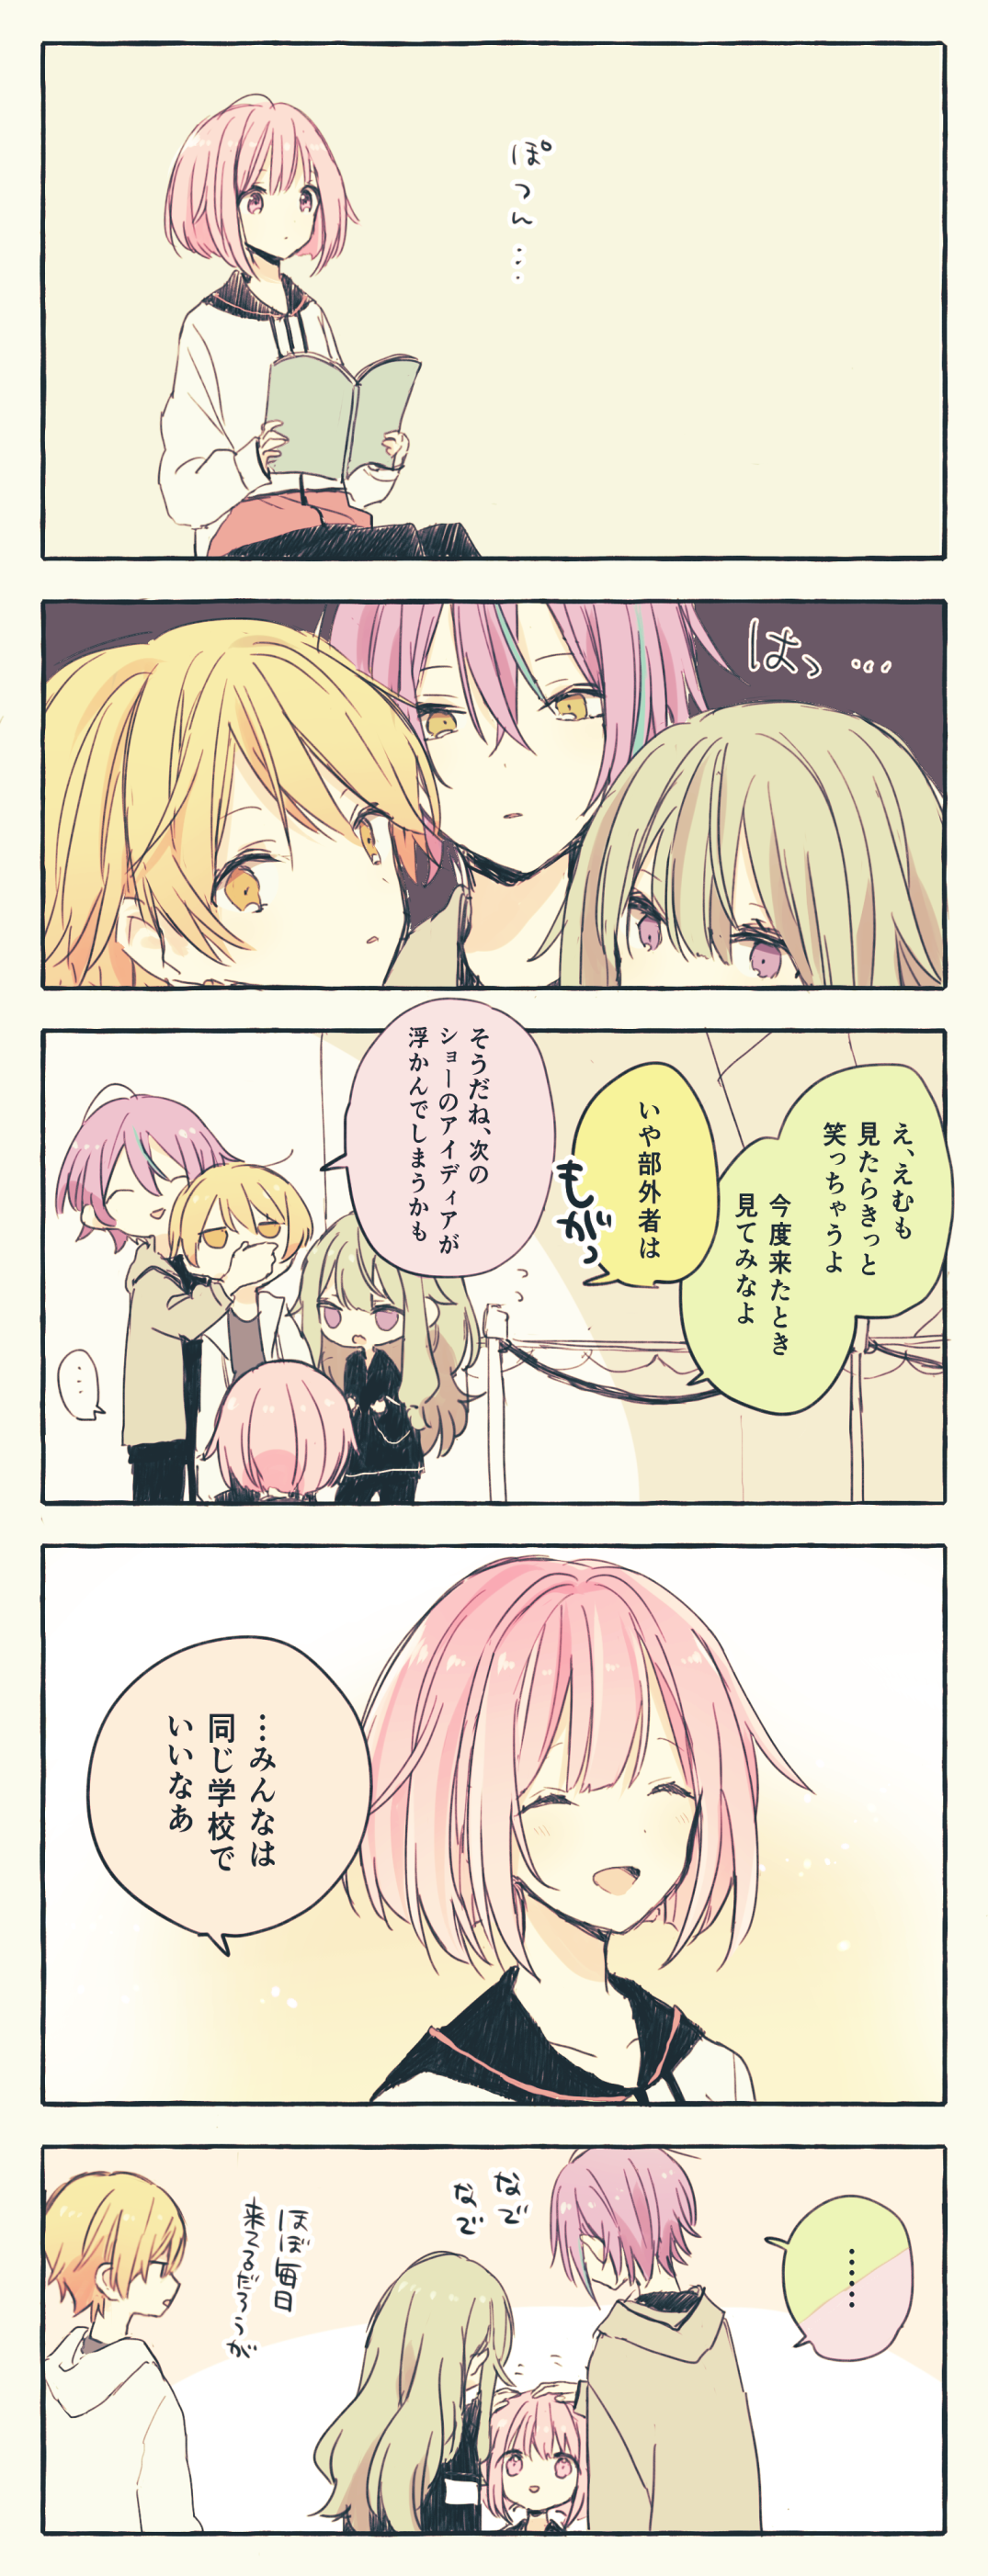 ぽつん…
はっ…
え、えむも
見たらきっと
笑っちゃうよ
今度来たとき
見てみなよ
いや部外者は
もがっ
そうだね、次の
ショーのアイディアが
浮かんでしまうかも
…
…みんなは
同じ学校で
いいなあ
……
なで
なで
ほぼ毎日
来てるだろうが